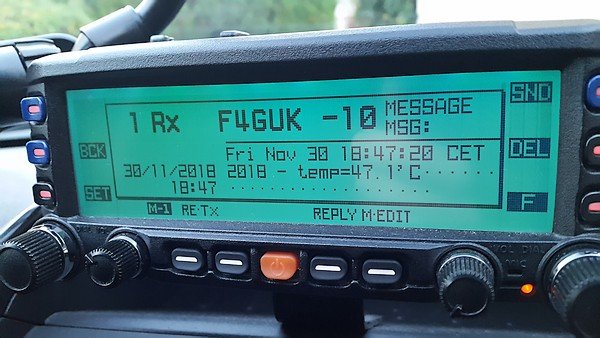 1 Rx F4GUK -10 MESSAGE
MSG:
SND
BCK
Fri Nov 30 18:47:20 CET
DEL
30/11/2018 2018 - temp=47.1°C.......
SET
18:47 ....................
F
M-1 RE·Tx REPLY M·EDIT